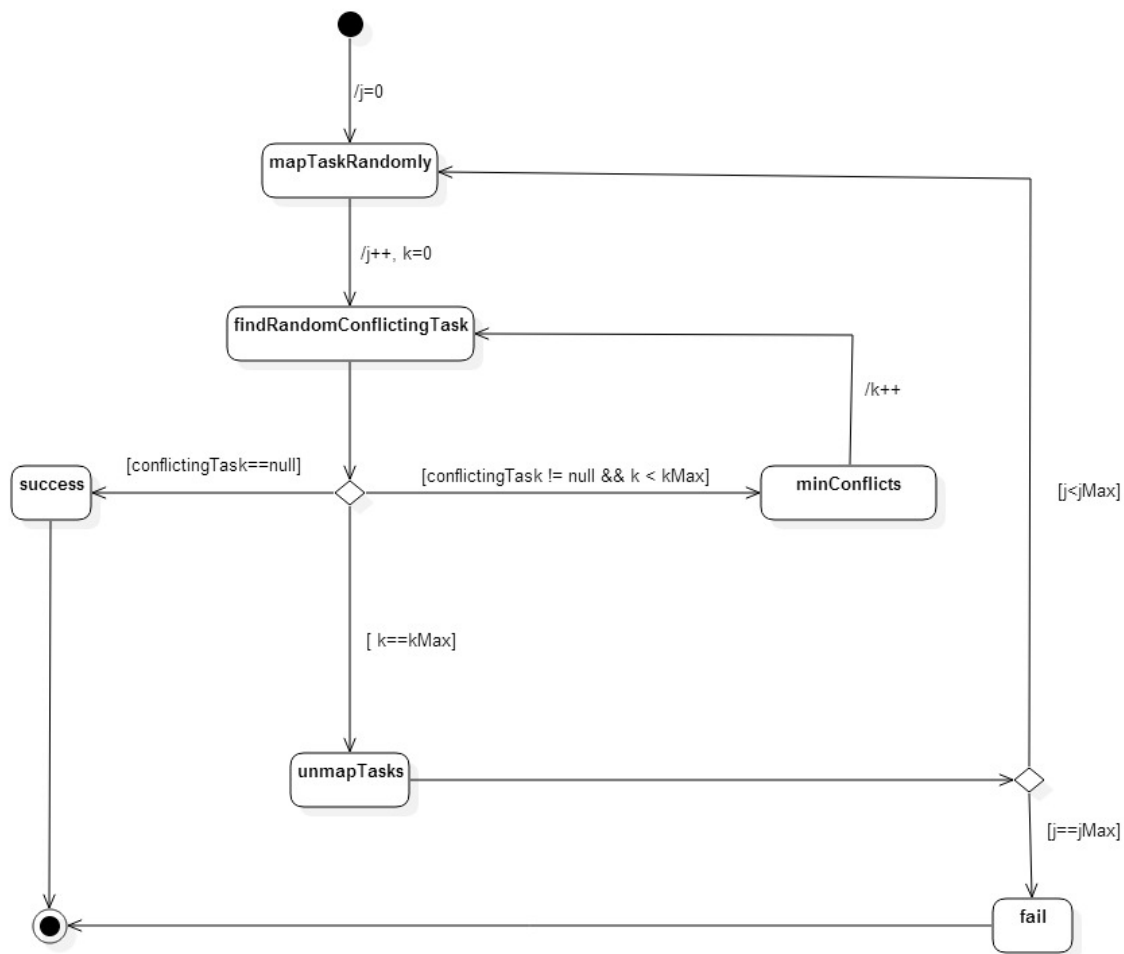 /j=0
mapTaskRandomly
/j++, k=0
findRandomConflictingTask
/k++
[conflictingTask==null]
[conflictingTask != null && k < kMax]
success
minConflicts
[j<jMax]
[ k==kMax]
unmapTasks
[j==jMax]
fail